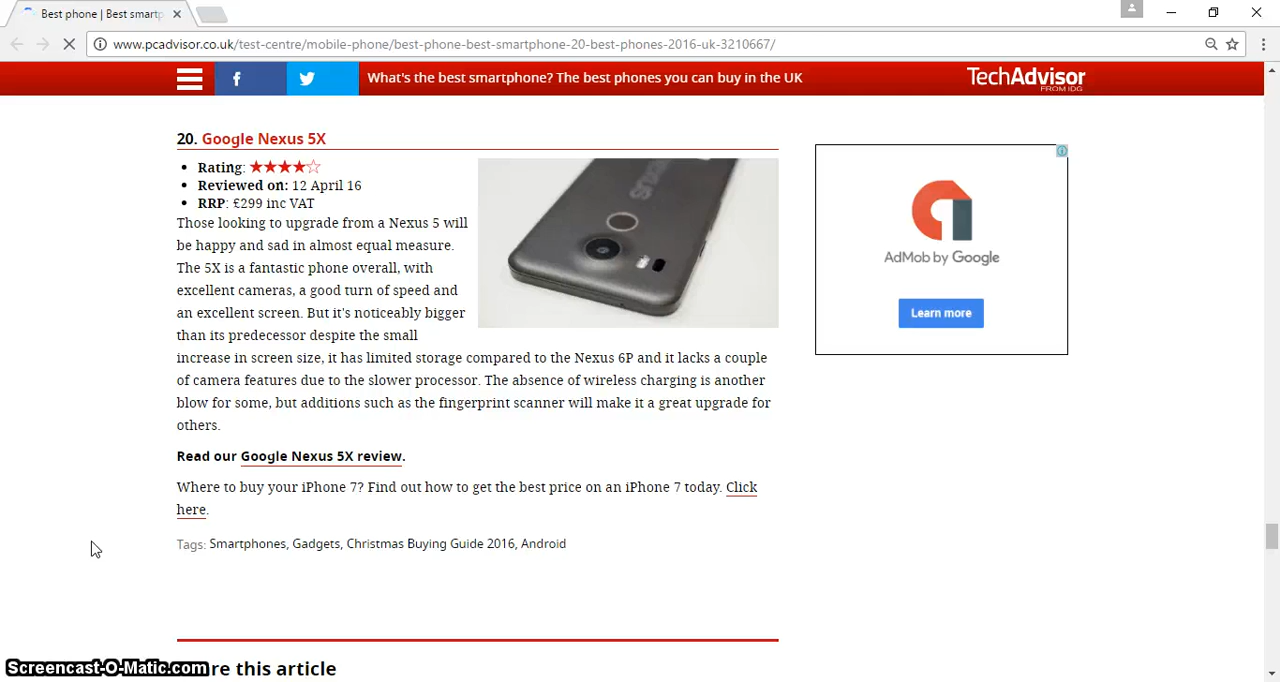 Best phone | Best smartp
www.pcadvisor.co.uk/test-centre/mobile-phone/best-phone-best-smartphone-20-best-phones-2016-uk-3210667/
What's the best smartphone? The best phones you can buy in the UK
TechAdvisor
FROM IDG
20. Google Nexus 5X
Rating: ★★★★☆
Reviewed on: 12 April 16
RRP: £299 inc VAT
Those looking to upgrade from a Nexus 5 will
be happy and sad in almost equal measure.
The 5X is a fantastic phone overall, with
excellent cameras, a good turn of speed and
an excellent screen. But it's noticeably bigger
than its predecessor despite the small
increase in screen size, it has limited storage compared to the Nexus 6P and it lacks a couple
of camera features due to the slower processor. The absence of wireless charging is another
blow for some, but additions such as the fingerprint scanner will make it a great upgrade for
others.
Read our Google Nexus 5X review.
Where to buy your iPhone 7? Find out how to get the best price on an iPhone 7 today. Click
here.
Tags: Smartphones, Gadgets, Christmas Buying Guide 2016, Android
re this article
nexus
AdMob by Google
Learn more
Screencast-O-Matic.com